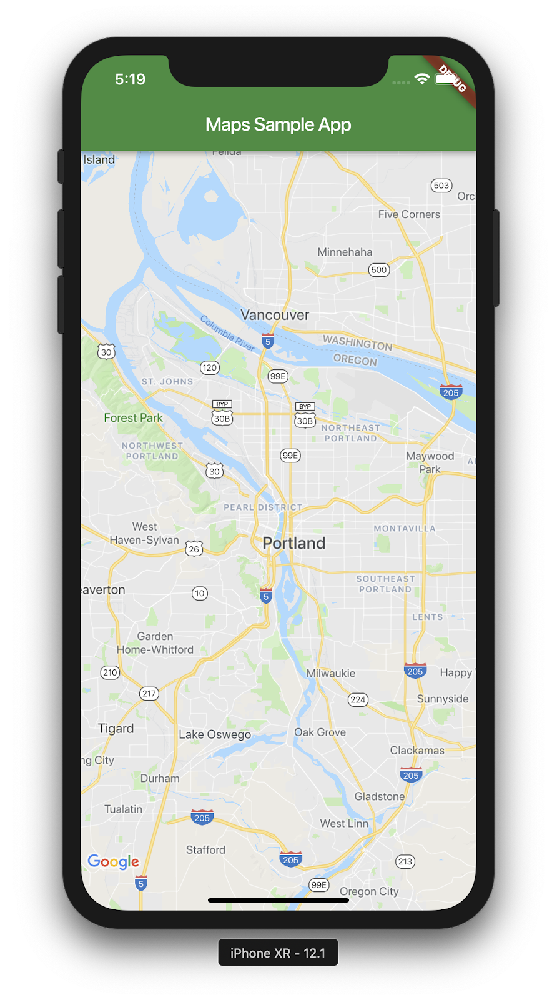 5:19
DEBUG
Maps Sample App
Felida
Island
503
Orc
Five Corners
Minnehaha
500
Vancouver
Columbia River
5
WASHINGTON
OREGON
30
120
99E
ST. JOHNS
205
BYP
30B
BYP
30B
Forest Park
NORTHEAST
PORTLAND
NORTHWEST
PORTLAND
99E
Maywood
Park
A
30
PEARL DISTRICT
West
Haven-Sylvan
MONTAVILLA
Portland
26
SOUTHEAST
PORTLAND
eaverton
10
5
LENTS
Garden
Home-Whitford
210
Milwaukie
205
Happy
217
224
Sunnyside
Tigard
Lake Oswego
Oak Grove
Clackamas
ng City
Durham
205
Gladstone
Tualatin
205
West Linn
Stafford
Google
205
213
5
99E
Oregon City
iPhone XR - 12.1